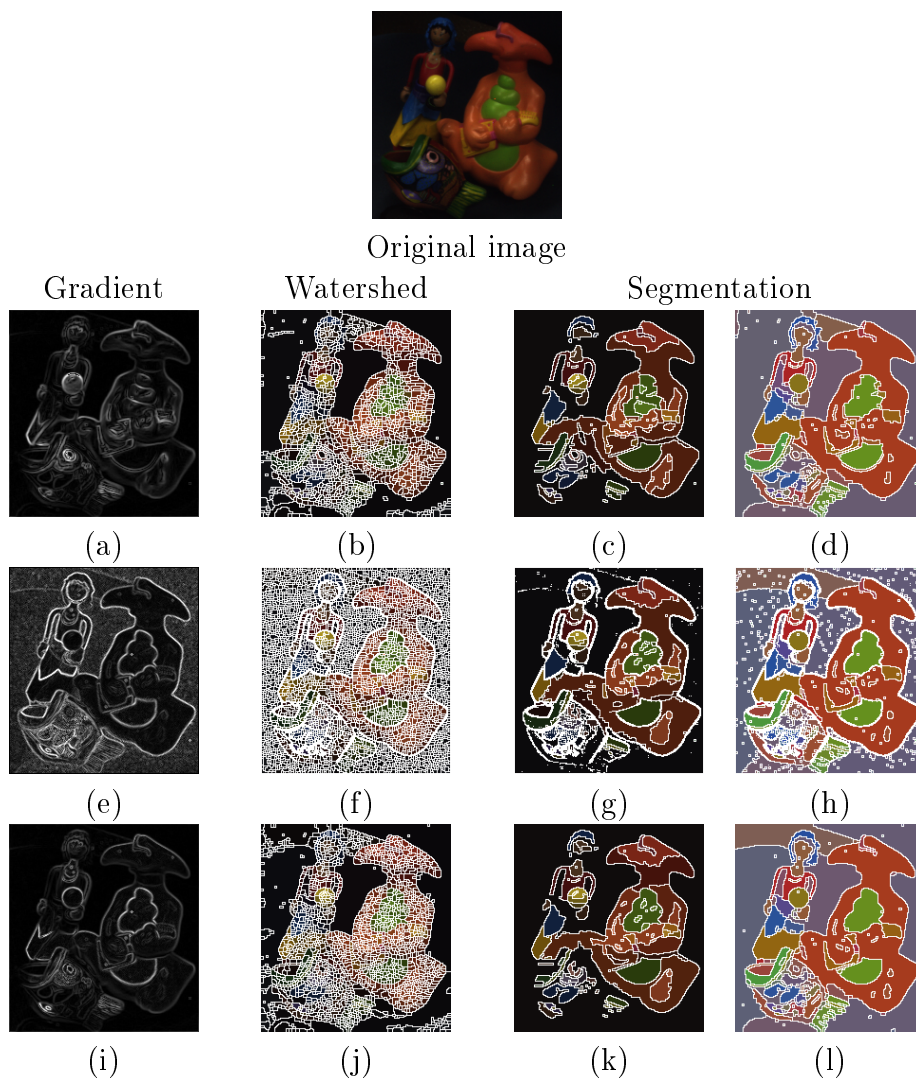 Original image
Gradient Watershed Segmentation
(a) (b) (c) (d)
(e) (f) (g) (h)
(i) (j) (k) (l)